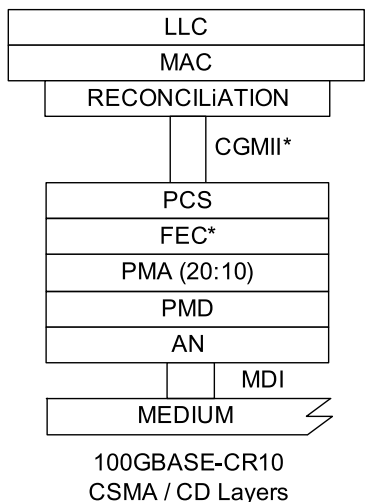 LLC
MAC
RECONCILiATION
CGMII*
PCS
FEC*
PMA (20:10)
PMD
AN
MDI
MEDIUM
100GBASE-CR10
CSMA / CD Layers